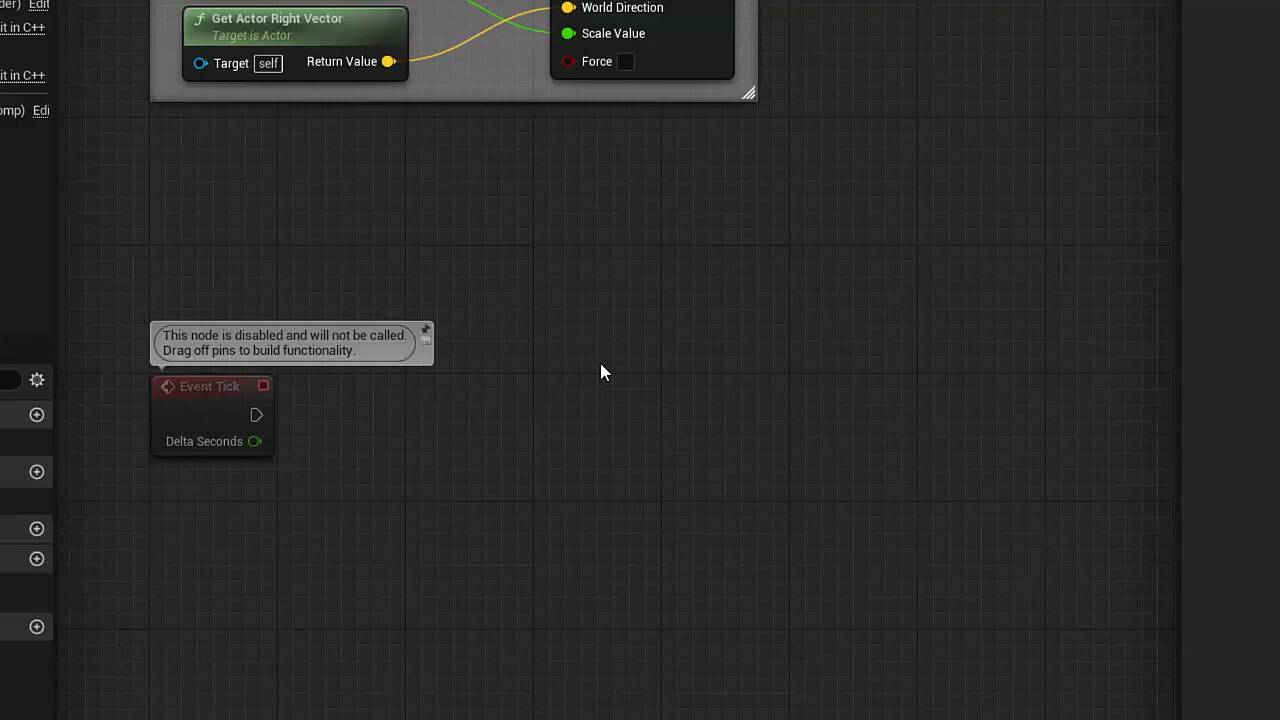 der) Edit
it in C++
it in C++
omp) Edi
Get Actor Right Vector
Target is Actor
Target self Return Value
World Direction
Scale Value
Force
This node is disabled and will not be called.
Drag off pins to build functionality.
Event Tick
Delta Seconds